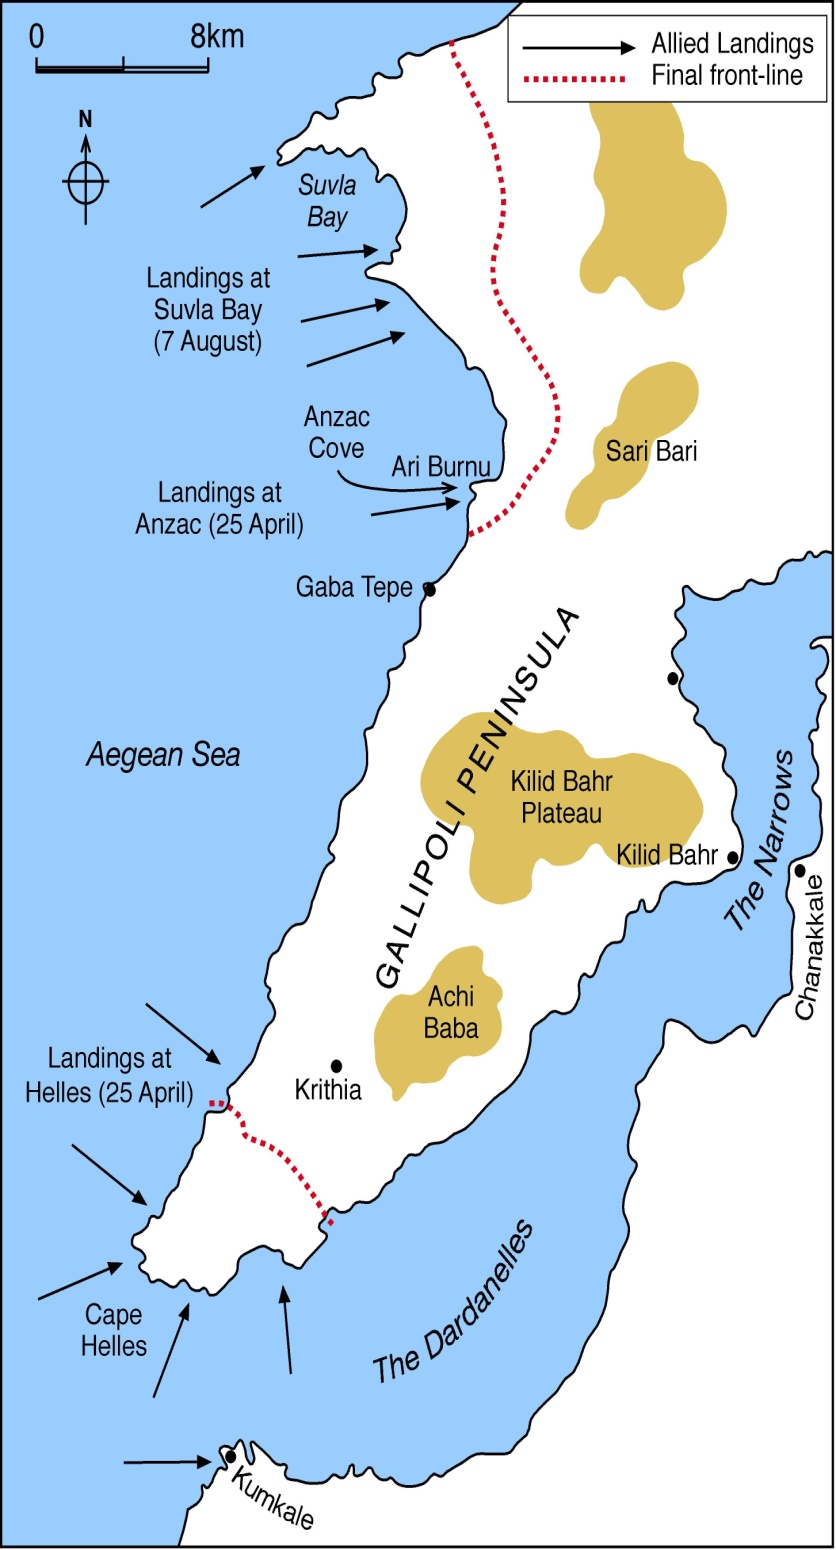 0 8km
Allied Landings
Final front-line
N
Suvla
Bay
Landings at
Suvla Bay
(7 August)
Anzac
Cove
Ari Burnu
Sari Bari
Landings at
Anzac (25 April)
Gaba Tepe
GALLIPOLI PENINSULA
Aegean Sea
Kilid Bahr
Plateau
Kilid Bahr
The Narrows
Chanakkale
Achi
Baba
Landings at
Helles (25 April)
Krithia
Cape
Helles
The Dardanelles
Kumkale